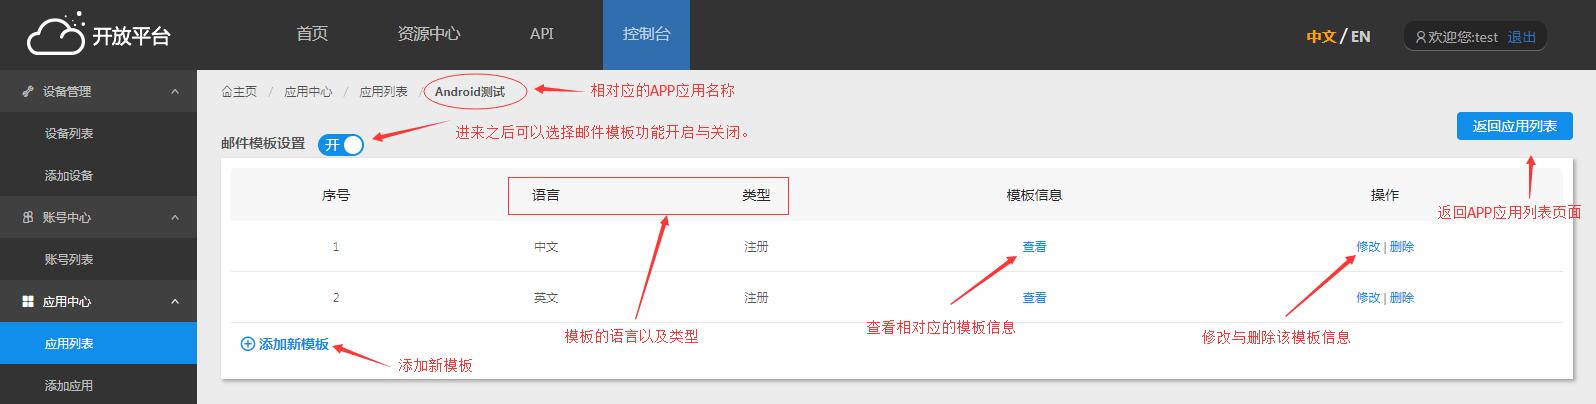 开放平台
首页 资源中心 API 控制台
中文/EN 欢迎您:test 退出
设备管理
设备列表
添加设备
账号中心
账号列表
应用中心
应用列表
添加应用
主页 / 应用中心 / 应用列表 / Android测试
相对应的APP应用名称
邮件模板设置 开
进来之后可以选择邮件模板功能开启与关闭。
返回应用列表
序号 语言 类型 模板信息 操作
返回APP应用列表页面
1 中文 注册 查看 修改 | 删除
2 英文 注册 查看 修改 | 删除
模板的语言以及类型
查看相对应的模板信息
修改与删除该模板信息
添加新模板
添加新模板